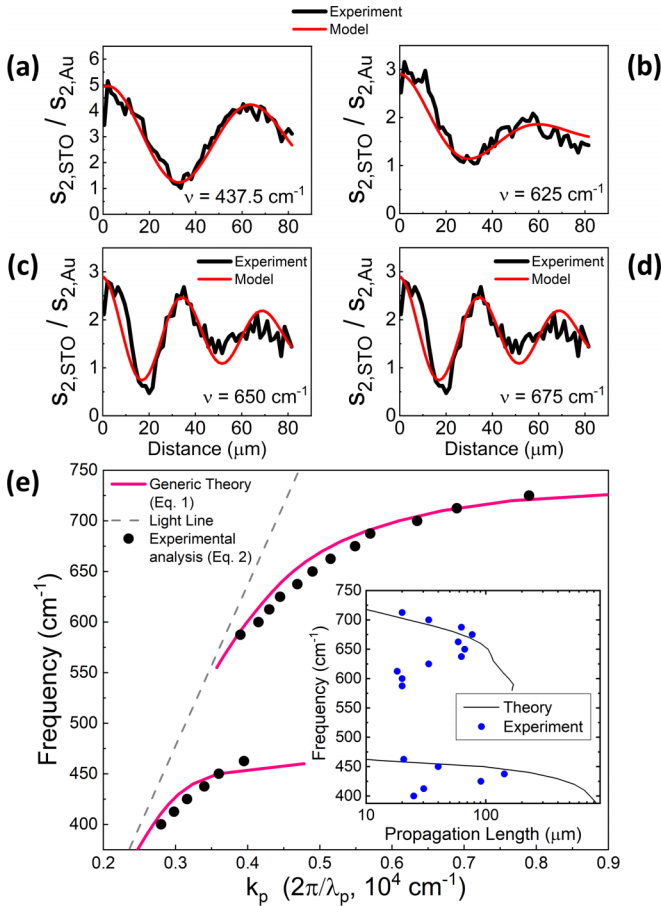 Experiment
Model
(a)
(b)
s2,STO / s2,Au
6
5
4
3
2
1
0
0 20 40 60 80
ν = 437.5 cm-1
s2,STO / s2,Au
3
2
1
0
0 20 40 60 80
ν = 625 cm-1
(c)
(d)
s2,STO / s2,Au
3
2
1
0
0 20 40 60 80
Experiment
Model
ν = 650 cm-1
Distance (μm)
s2,STO / s2,Au
3
2
1
0
0 20 40 60 80
Experiment
Model
ν = 675 cm-1
Distance (μm)
(e)
Frequency (cm-1)
750
700
650
600
550
500
450
400
Generic Theory
(Eq. 1)
Light Line
Experimental
analysis (Eq. 2)
Frequency (cm-1)
750
700
650
600
550
500
450
400
Theory
Experiment
10 100
Propagation Length (μm)
0.2 0.3 0.4 0.5 0.6 0.7 0.8 0.9
kp (2π/λp, 104 cm-1)